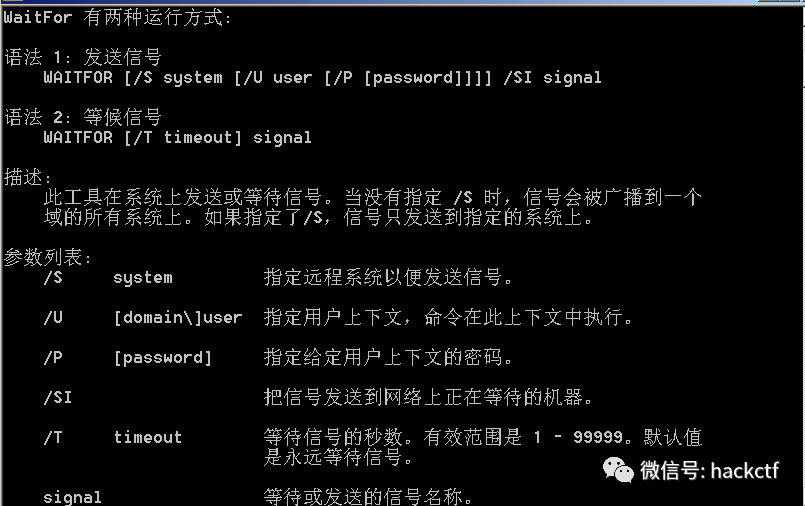 WaitFor 有两种运行方式:
语法 1: 发送信号
WAITFOR [/S system [/U user [/P [password]]]] /SI signal
语法 2: 等候信号
WAITFOR [/T timeout] signal
描述:
此工具在系统上发送或等待信号。当没有指定 /S 时，信号会被广播到一个
域的所有系统上。如果指定了/S，信号只发送到指定的系统上。
参数列表:
/S system 指定远程系统以便发送信号。
/U [domain\]user 指定用户上下文，命令在此上下文中执行。
/P [password] 指定给定用户上下文的密码。
/SI 把信号发送到网络上正在等待的机器。
/T timeout 等待信号的秒数。有效范围是 1 - 99999。默认值
是永远等待信号。
signal 等待或发送的信号名称。
微信号: hackctf